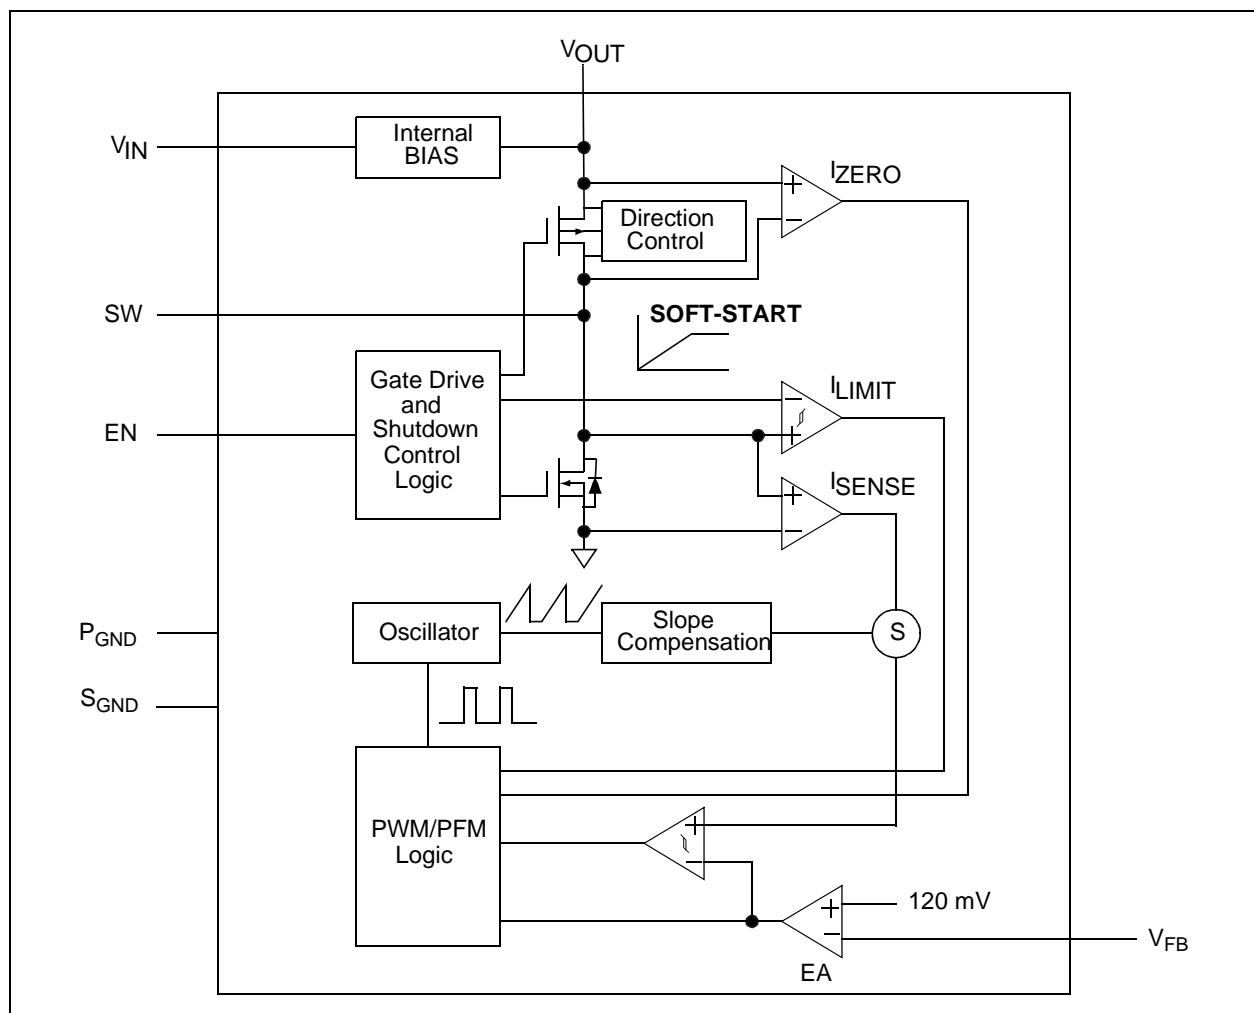 VOUT
VIN
Internal
BIAS
IZERO
+
−
Direction
Control
SW
SOFT-START
Gate Drive
and
Shutdown
Control
Logic
EN
ILIMIT
−
+
ISENSE
+
−
PGND
Oscillator
Slope
Compensation
S
SGND
PWM/PFM
Logic
+
−
+
−
120 mV
VFB
EA